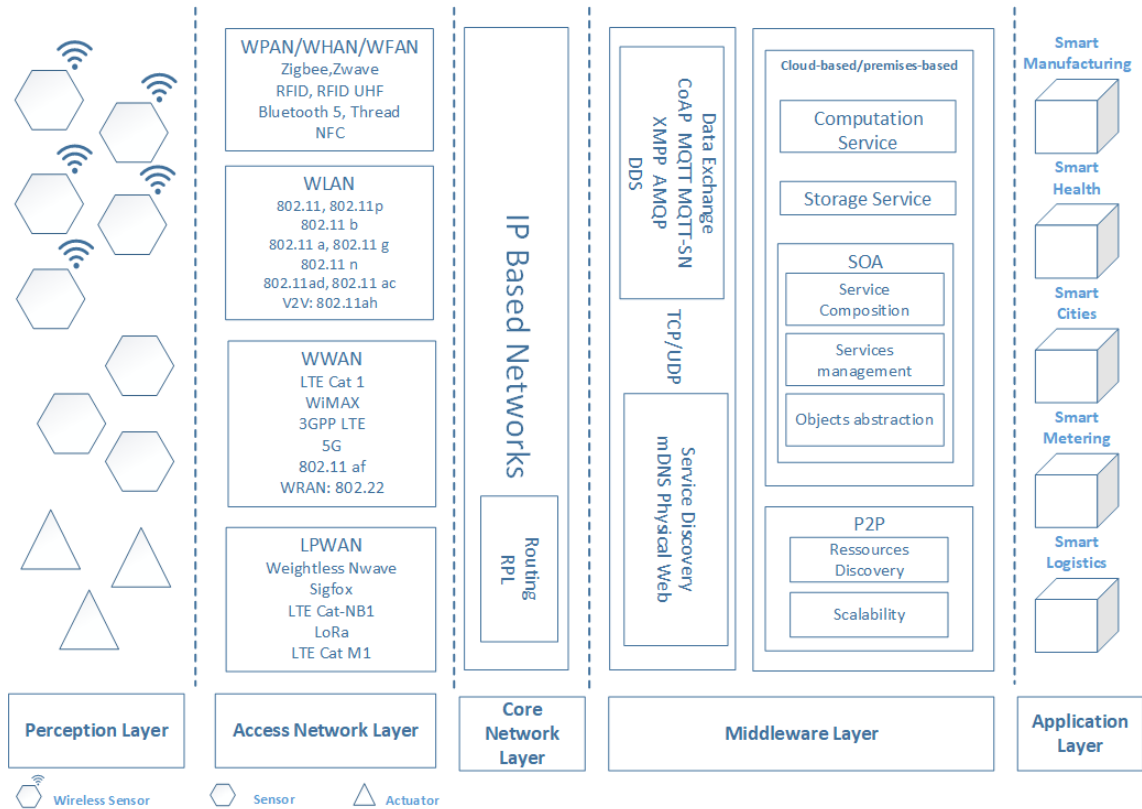 WPAN/WHAN/WFAN
Zigbee,Zwave
RFID, RFID UHF
Bluetooth 5, Thread
NFC
WLAN
802.11, 802.11p
802.11 b
802.11 a, 802.11 g
802.11 n
802.11ad, 802.11 ac
V2V: 802.11ah
WWAN
LTE Cat 1
WiMAX
3GPP LTE
5G
802.11 af
WRAN: 802.22
LPWAN
Weightless Nwave
Sigfox
LTE Cat-NB1
LoRa
LTE Cat M1
IP Based Networks
Routing
RPL
Data Exchange
CoAP MQTT MQTT-SN
XMPP AMQP
DDS
TCP/UDP
Service Discovery
mDNS Physical Web
Cloud-based/premises-based
Computation
Service
Storage Service
SOA
Service
Composition
Services
management
Objects abstraction
P2P
Ressources
Discovery
Scalability
Smart
Manufacturing
Smart
Health
Smart
Cities
Smart
Metering
Smart
Logistics
Perception Layer
Access Network Layer
Core
Network
Layer
Middleware Layer
Application
Layer
Wireless Sensor
Sensor
Actuator